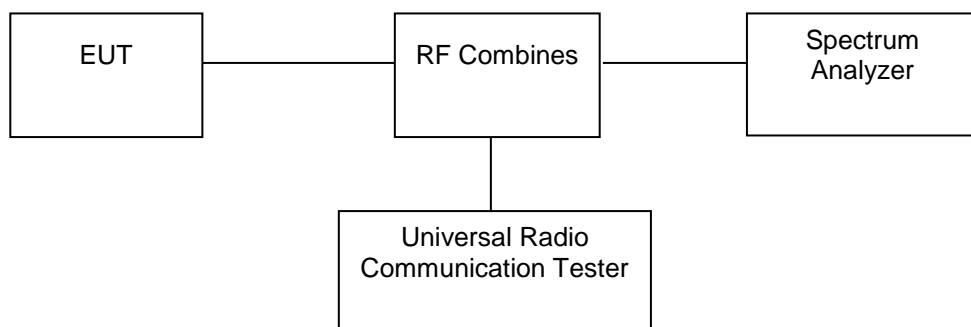 EUT
RF Combines
Spectrum
Analyzer
Universal Radio
Communication Tester